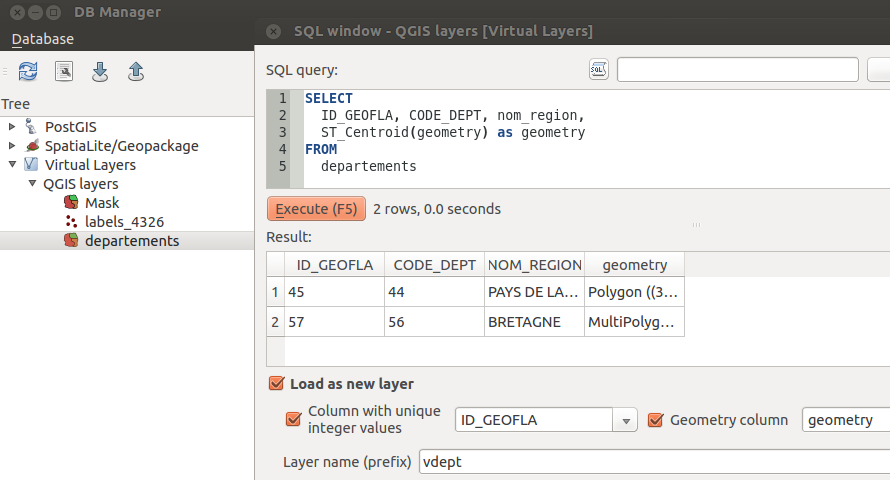 DB Manager
Database
Tree
PostGIS
SpatiaLite/Geopackage
Virtual Layers
QGIS layers
Mask
labels_4326
departements
SQL window - QGIS layers [Virtual Layers]
SQL query:
SQL
1 SELECT
2 ID_GEOFLA, CODE_DEPT, nom_region,
3 ST_Centroid(geometry) as geometry
4 FROM
5 departements
Execute (F5) 2 rows, 0.0 seconds
Result:
ID_GEOFLA CODE_DEPT NOM_REGION geometry
1 45 44 PAYS DE LA... Polygon ((3...
2 57 56 BRETAGNE MultiPolyg...
Load as new layer
Column with unique
integer values
ID_GEOFLA
Geometry column
geometry
Layer name (prefix) vdept